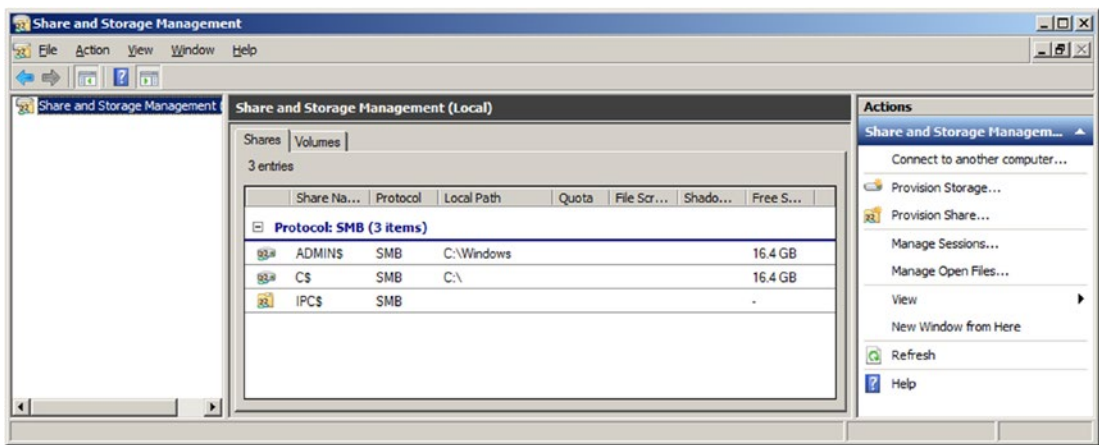 Share and Storage Management
File Action View Window Help
Share and Storage Management (
Share and Storage Management (Local)
Shares Volumes
3 entries
Share Na... Protocol Local Path Quota File Scr... Shado... Free S...
Protocol: SMB (3 items)
ADMIN$ SMB C:\Windows 16.4 GB
C$ SMB C:\ 16.4 GB
IPC$ SMB -
Actions
Share and Storage Managem...
Connect to another computer...
Provision Storage...
Provision Share...
Manage Sessions...
Manage Open Files...
View
New Window from Here
Refresh
Help